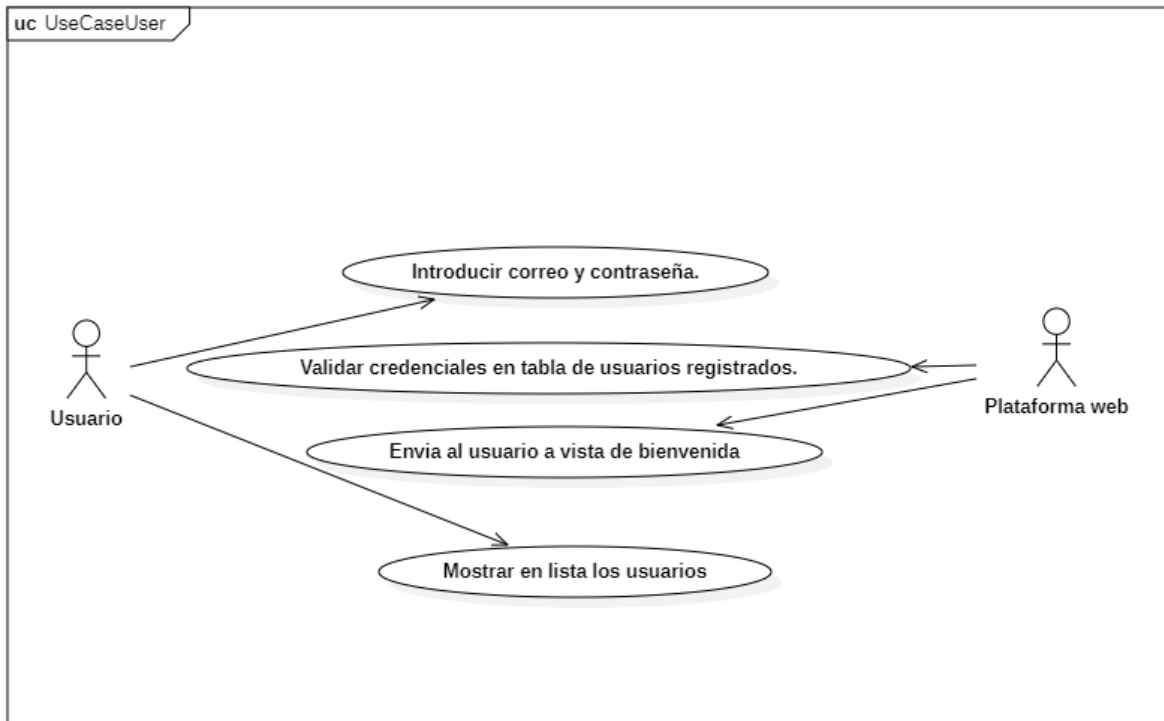 uc UseCaseUser
Introducir correo y contraseña.
Validar credenciales en tabla de usuarios registrados.
Usuario
Plataforma web
Envia al usuario a vista de bienvenida
Mostrar en lista los usuarios